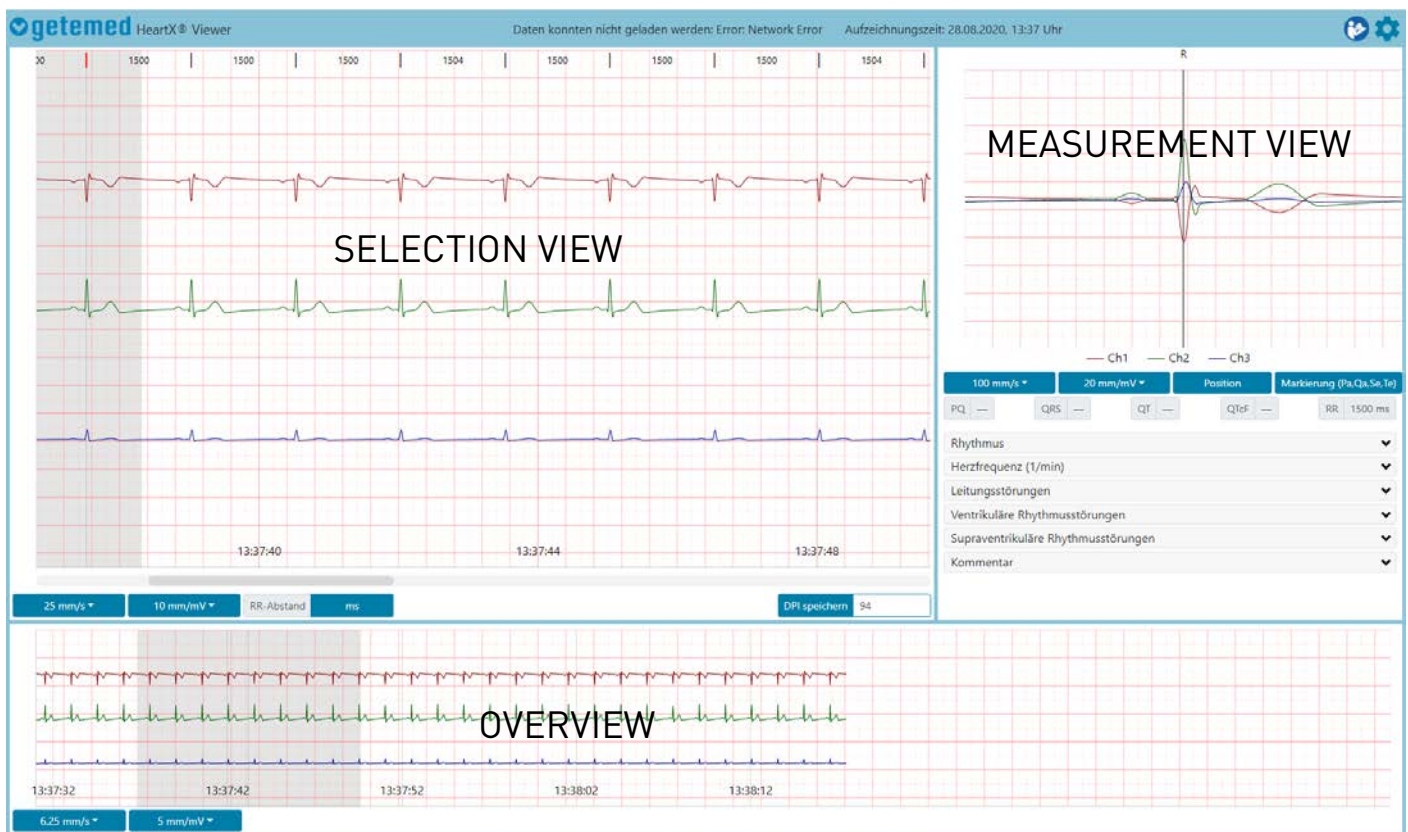 getemed HeartX® Viewer Daten konnten nicht geladen werden: Error: Network Error Aufzeichnungszeit: 28.08.2020, 13:37 Uhr
1500 1500 1500 1504 1500 1500 1500 1504
SELECTION VIEW
13:37:40 13:37:44 13:37:48
25 mm/s 10 mm/mV RR-Abstand ms DPI speichern 94
R
MEASUREMENT VIEW
Ch1 Ch2 Ch3
100 mm/s 20 mm/mV Position Markierung (Pa,Qa,Se,Te)
PQ — QRS — QT — QTcF — RR 1500 ms
Rhythmus
Herzfrequenz (1/min)
Leitungsstörungen
Ventrikuläre Rhythmusstörungen
Supraventrikuläre Rhythmusstörungen
Kommentar
OVERVIEW
13:37:32 13:37:42 13:37:52 13:38:02 13:38:12
6.25 mm/s 5 mm/mV